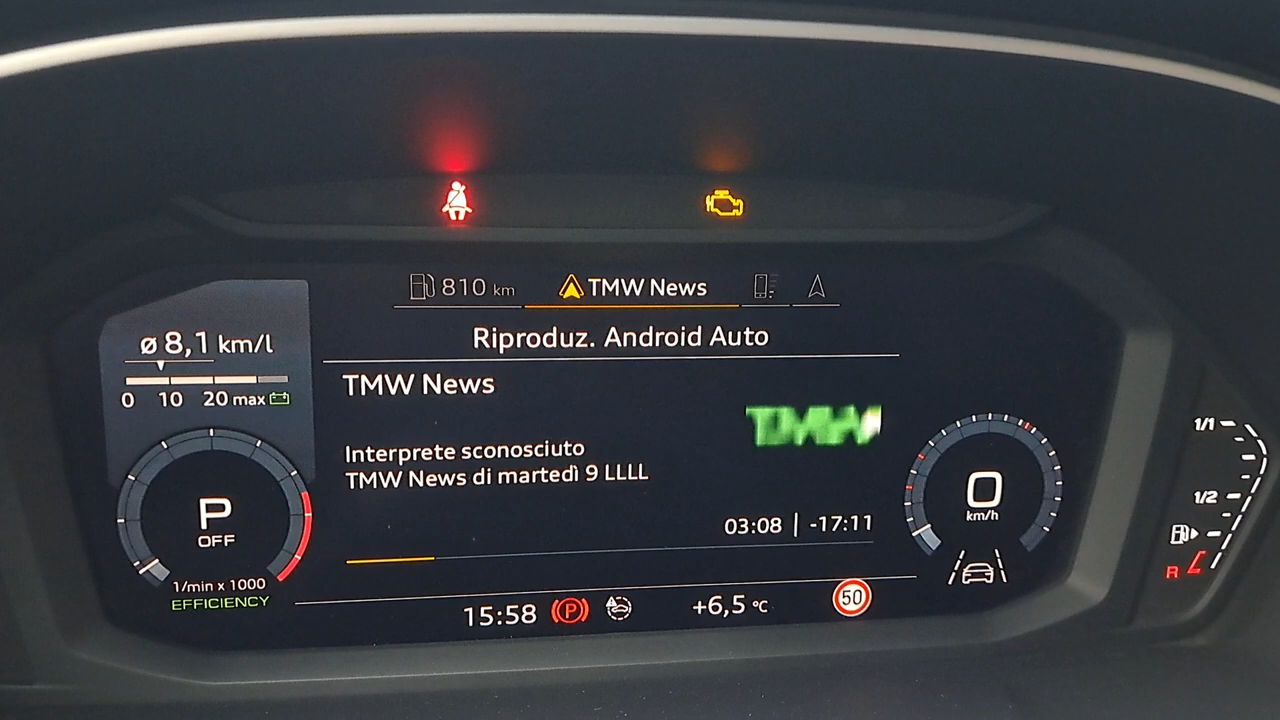 810 km
TMW News
Riproduz. Android Auto
ø 8,1 km/l
0 10 20 max
TMW News
TMW
Interprete sconosciuto
TMW News di martedì 9 LLLL
03:08 | -17:11
P
OFF
1/min x 1000
EFFICIENCY
0
km/h
1/1
1/2
R
15:58
P
+6,5 °C
50